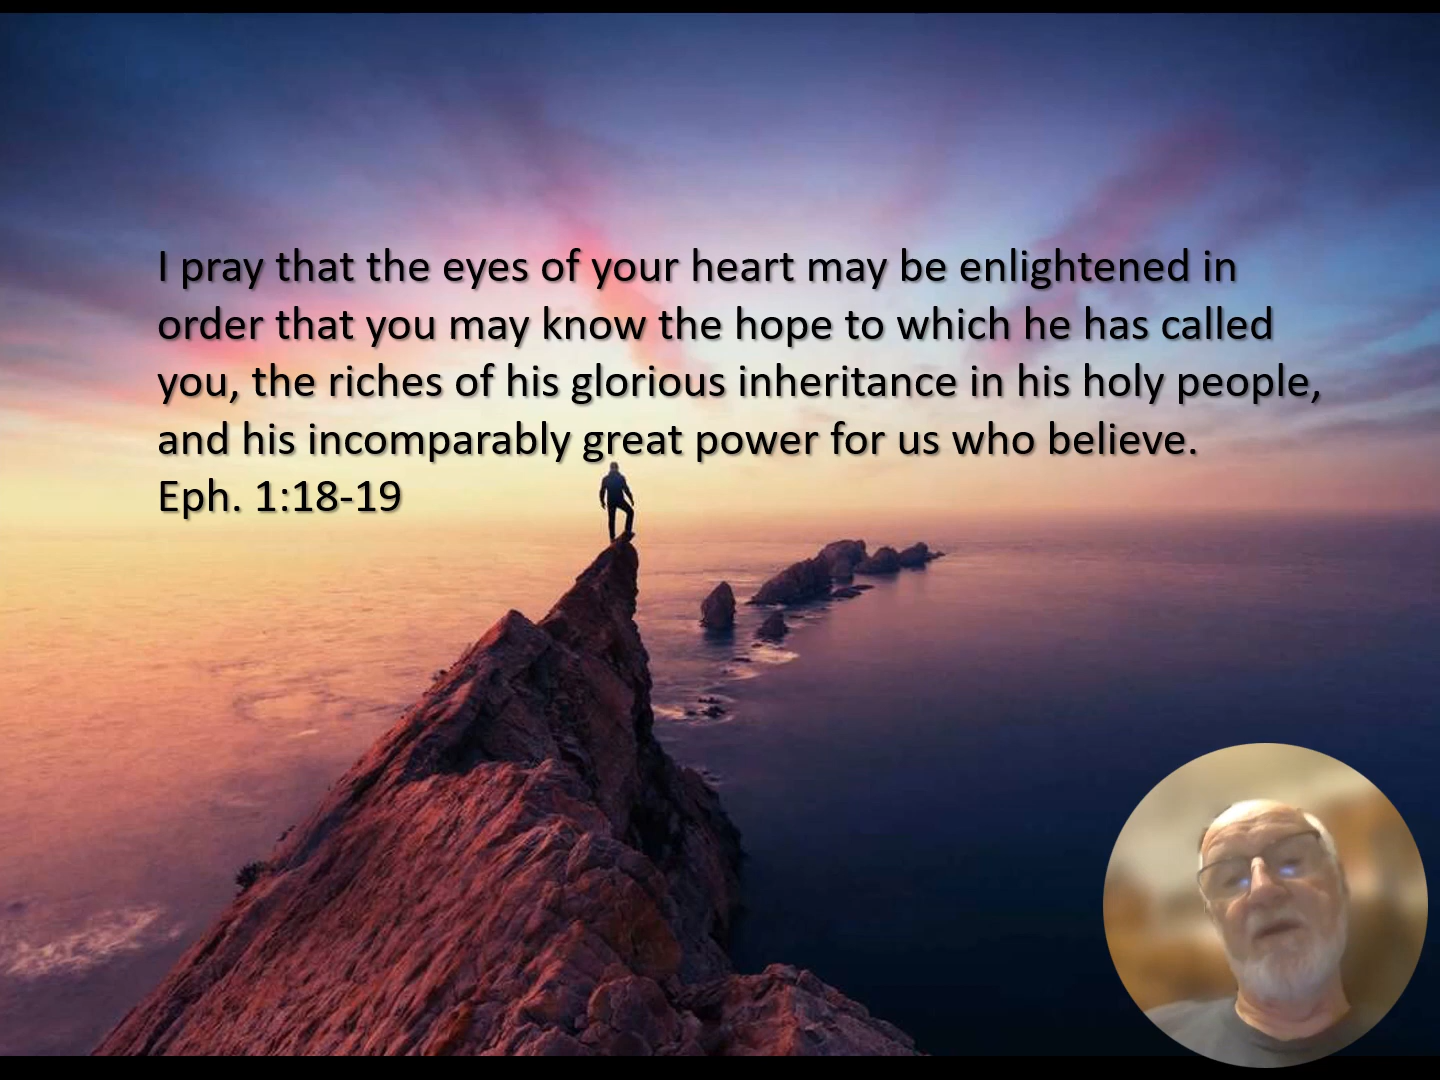 I pray that the eyes of your heart may be enlightened in
order that you may know the hope to which he has called
you, the riches of his glorious inheritance in his holy people,
and his incomparably great power for us who believe.
Eph. 1:18-19